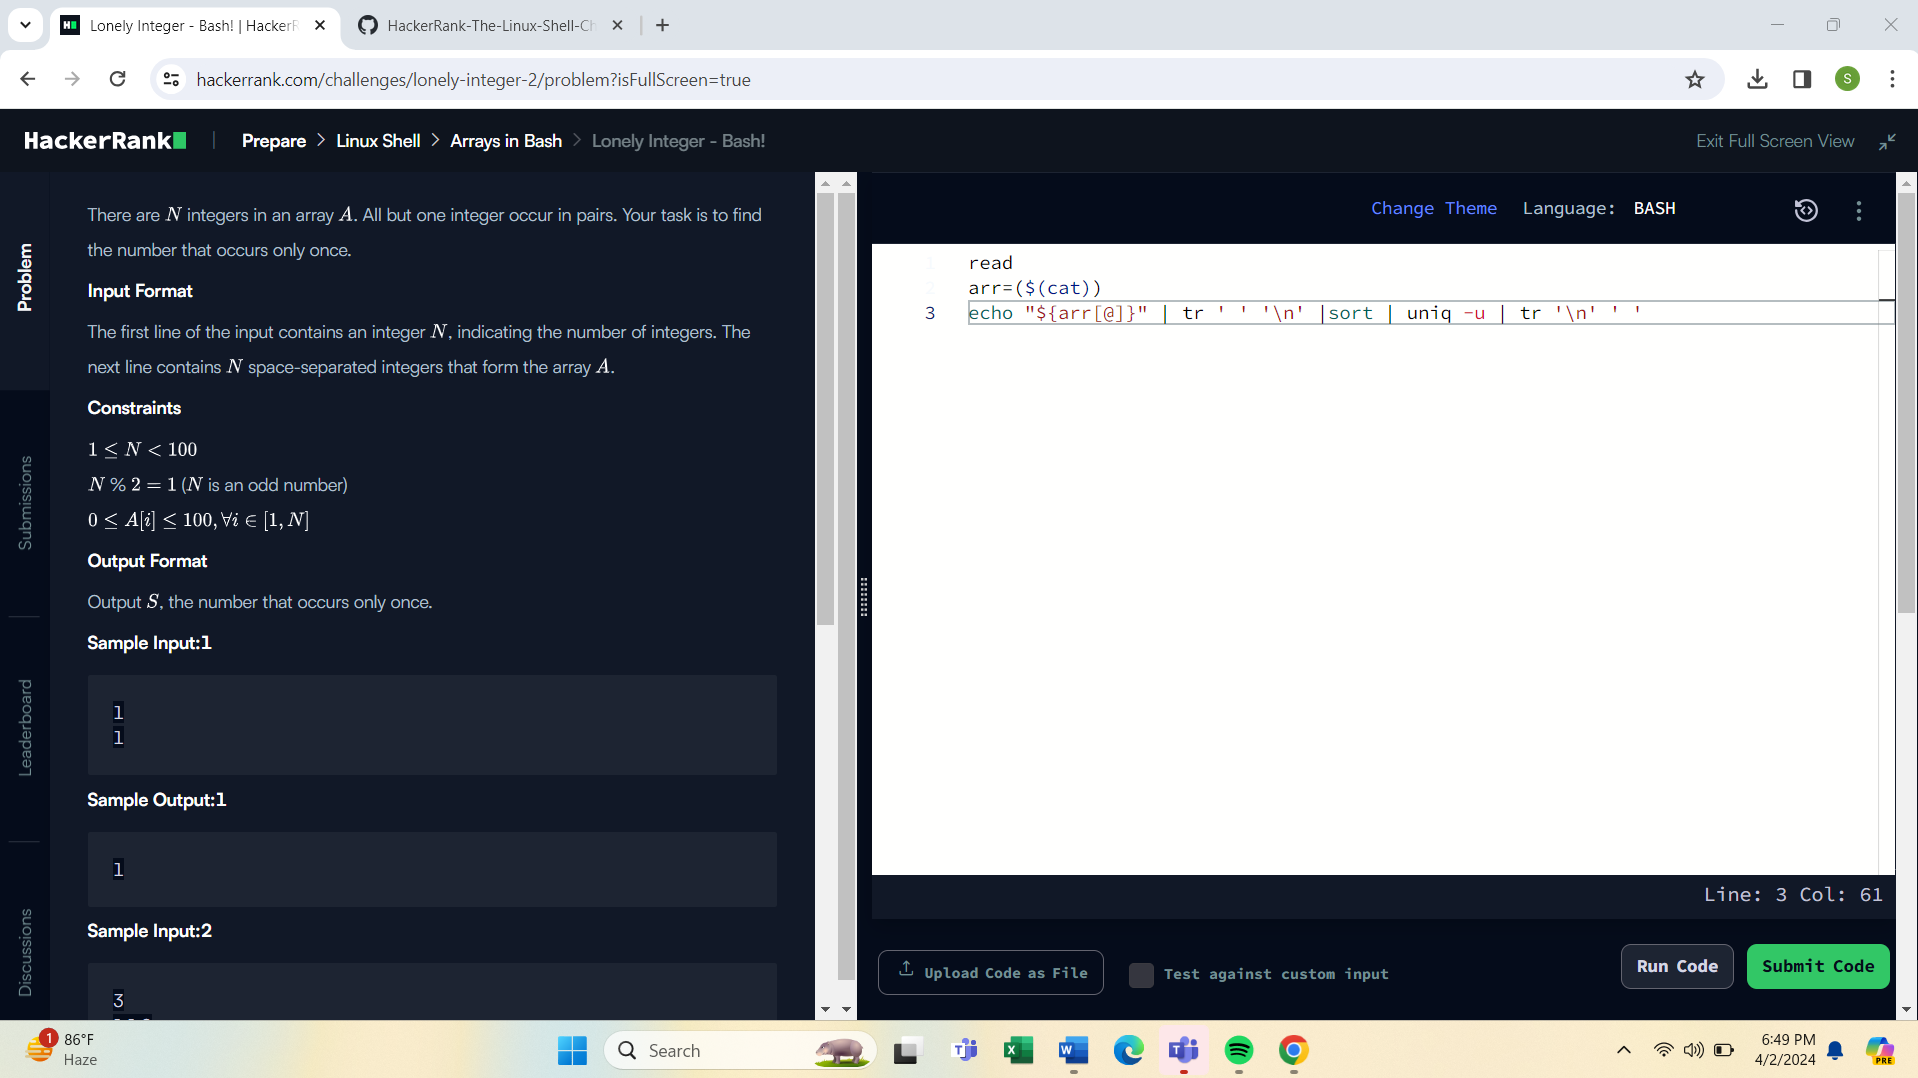 Lonely Integer - Bash! | HackerR
HackerRank-The-Linux-Shell-Ch
hackerrank.com/challenges/lonely-integer-2/problem?isFullScreen=true
S
HackerRank
Prepare > Linux Shell > Arrays in Bash > Lonely Integer - Bash!
Exit Full Screen View
Problem
Submissions
Leaderboard
Discussions
There are N integers in an array A. All but one integer occur in pairs. Your task is to find
the number that occurs only once.
Input Format
The first line of the input contains an integer N, indicating the number of integers. The
next line contains N space-separated integers that form the array A.
Constraints
1 ≤ N < 100
N % 2 = 1 (N is an odd number)
0 ≤ A[i] ≤ 100, ∀i ∈ [1, N]
Output Format
Output S, the number that occurs only once.
Sample Input:1
1
1
Sample Output:1
1
Sample Input:2
3
Change Theme Language: BASH
1 read
2 arr=($(cat))
3 echo "${arr[@]}" | tr ' ' '\n' |sort | uniq -u | tr '\n' ' '
Line: 3 Col: 61
Upload Code as File
Test against custom input
Run Code
Submit Code
1
86°F
Haze
Search
6:49 PM
4/2/2024
PRE